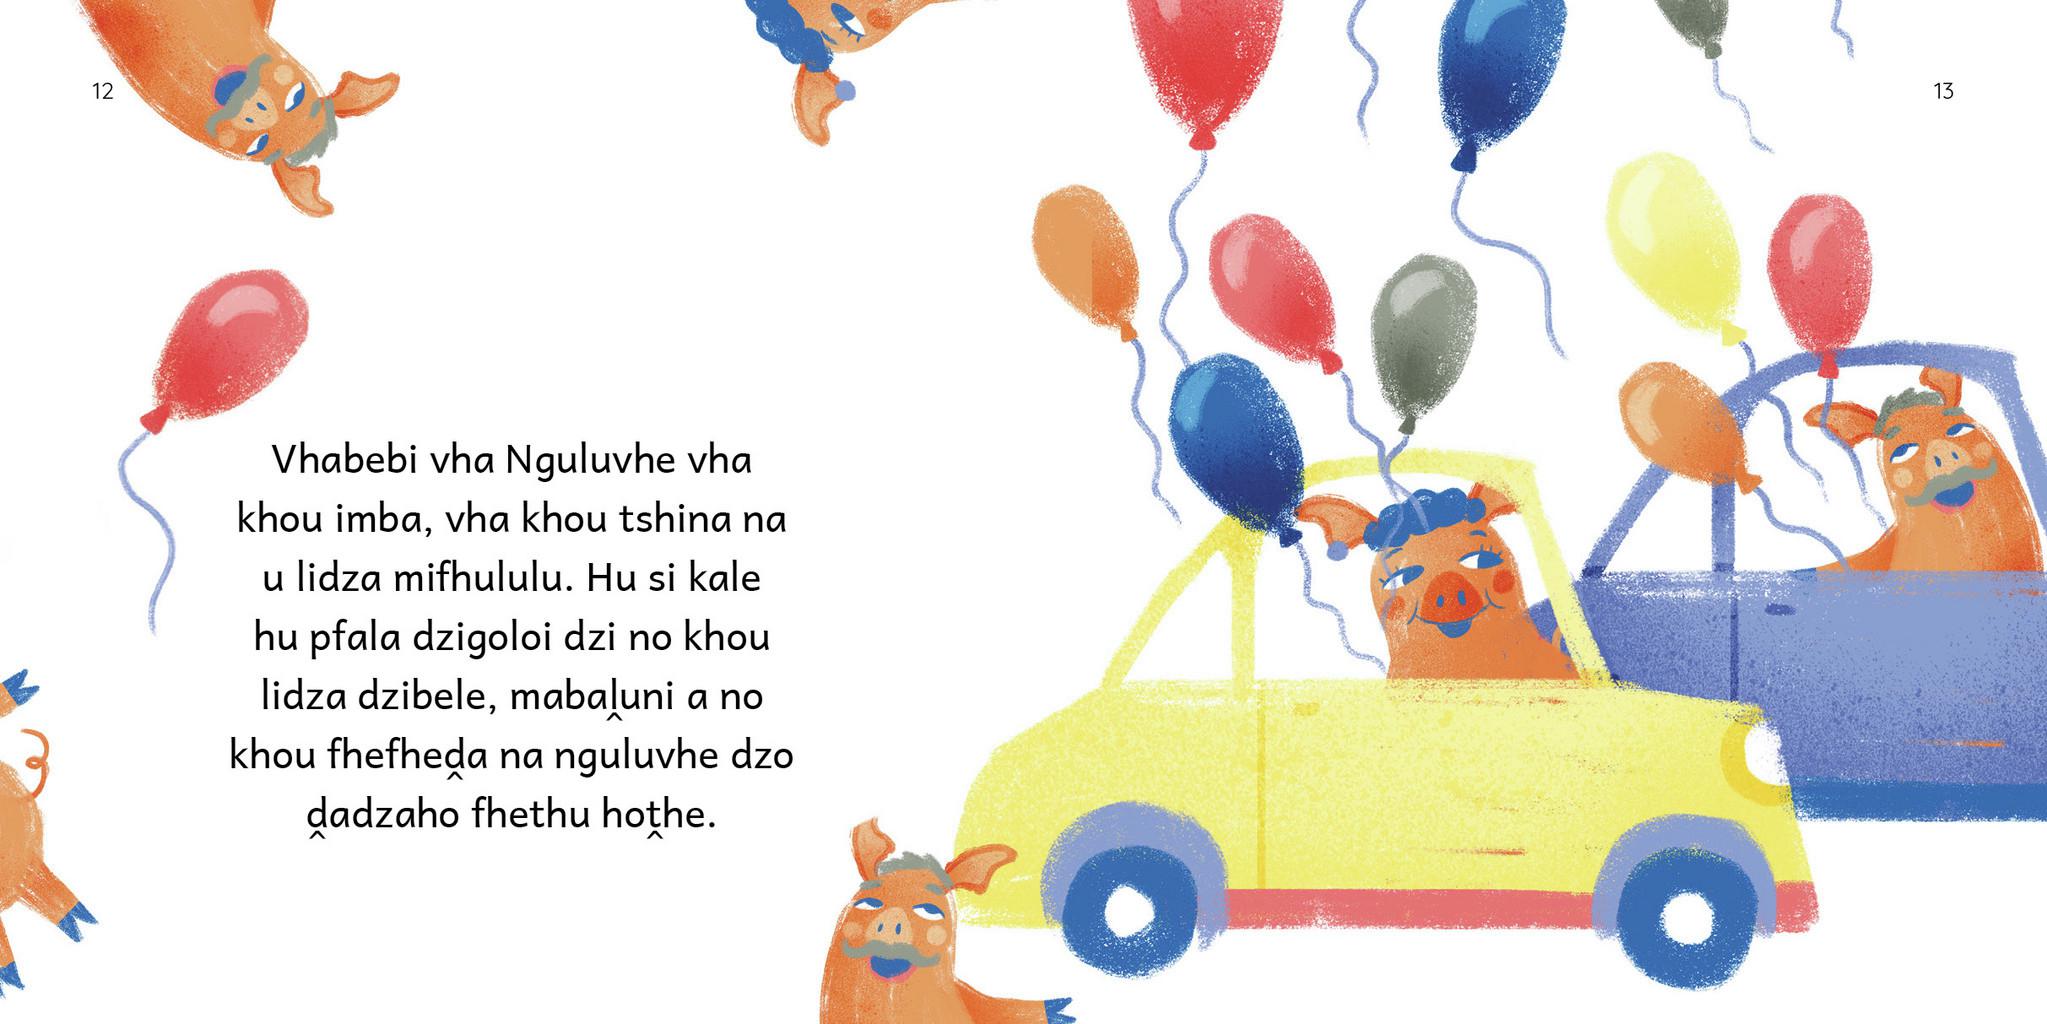 12
Vhabebi vha Nguluvhe vha
khou imba, vha khou tshina na
u lidza mifhululu. Hu si kale
hu pfala dzigoloi dzi no khou
lidza dzibele, mabaḽuni a no
khou fhefheḓa na nguluvhe dzo
ḓadzaho fhethu hoṱhe.
13